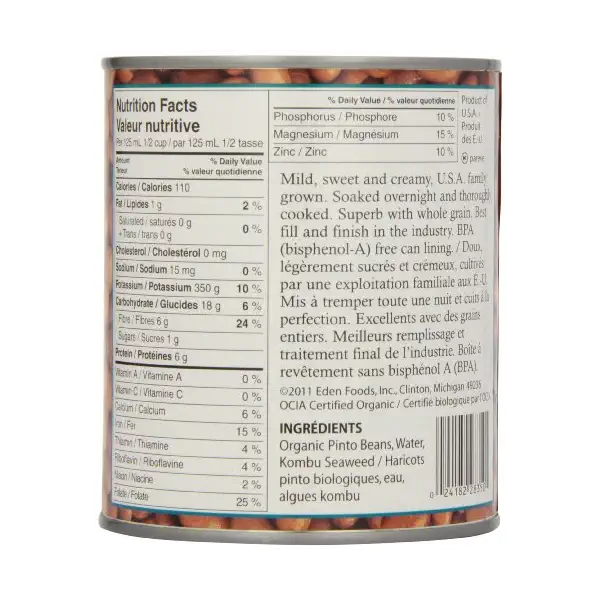 Nutrition Facts
Valeur nutritive
Per 125 mL 1/2 cup / par 125 mL 1/2 tasse
Amount % Daily Value
Teneur % valeur quotidienne
Calories / Calories 110
Fat / Lipides 1 g 2 %
Saturated / saturés 0 g
+ Trans / trans 0 g 0 %
Cholesterol / Cholestérol 0 mg
Sodium / Sodium 15 mg 0 %
Potassium / Potassium 350 g 10 %
Carbohydrate / Glucides 18 g 6 %
Fibre / Fibres 6 g 24 %
Sugars / Sucres 1 g
Protein / Protéines 6 g
Vitamin A / Vitamine A 0 %
Vitamin C / Vitamine C 0 %
Calcium / Calcium 6 %
Iron / Fer 15 %
Thiamin / Thiamine 4 %
Riboflavin / Riboflavine 4 %
Niacin / Niacine 2 %
Folate / Folate 25 %
% Daily Value / % valeur quotidienne
Phosphorus / Phosphore 10 %
Magnesium / Magnésium 15 %
Zinc / Zinc 10 %
Product of
U.S.A. /
Produit
des É.-U.
pareve
Mild, sweet and creamy, U.S.A. family
grown. Soaked overnight and thoroughly
cooked. Superb with whole grain. Best
fill and finish in the industry. BPA
(bisphenol-A) free can lining. / Doux,
légèrement sucrés et crémeux, cultivés
par une exploitation familiale aux É.-U.
Mis à tremper toute une nuit et cuits à la
perfection. Excellents avec des grains
entiers. Meilleurs remplissage et
traitement final de l'industrie. Boîte à
revêtement sans bisphénol A (BPA).
©2011 Eden Foods, Inc., Clinton, Michigan 49236
OCIA Certified Organic / Certifié biologique par l'OCIA
INGRÉDIENTS
Organic Pinto Beans, Water,
Kombu Seaweed / Haricots
pinto biologiques, eau,
algues kombu
0 24182